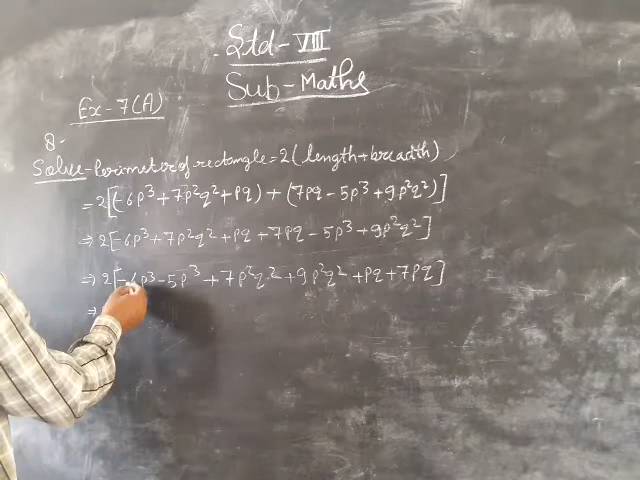 Std-VIII
Sub-Maths
Ex-7(A)
8-
Solve-Perimeter of rectangle=2(length+breadth)
=2[(-6p³+7p²q²+pq)+(7pq-5p³+9p²q²)]
⇒2[-6p³+7p²q²+pq+7pq-5p³+9p²q²]
⇒2[-6p³-5p³+7p²q²+9p²q²+pq+7pq]
⇒